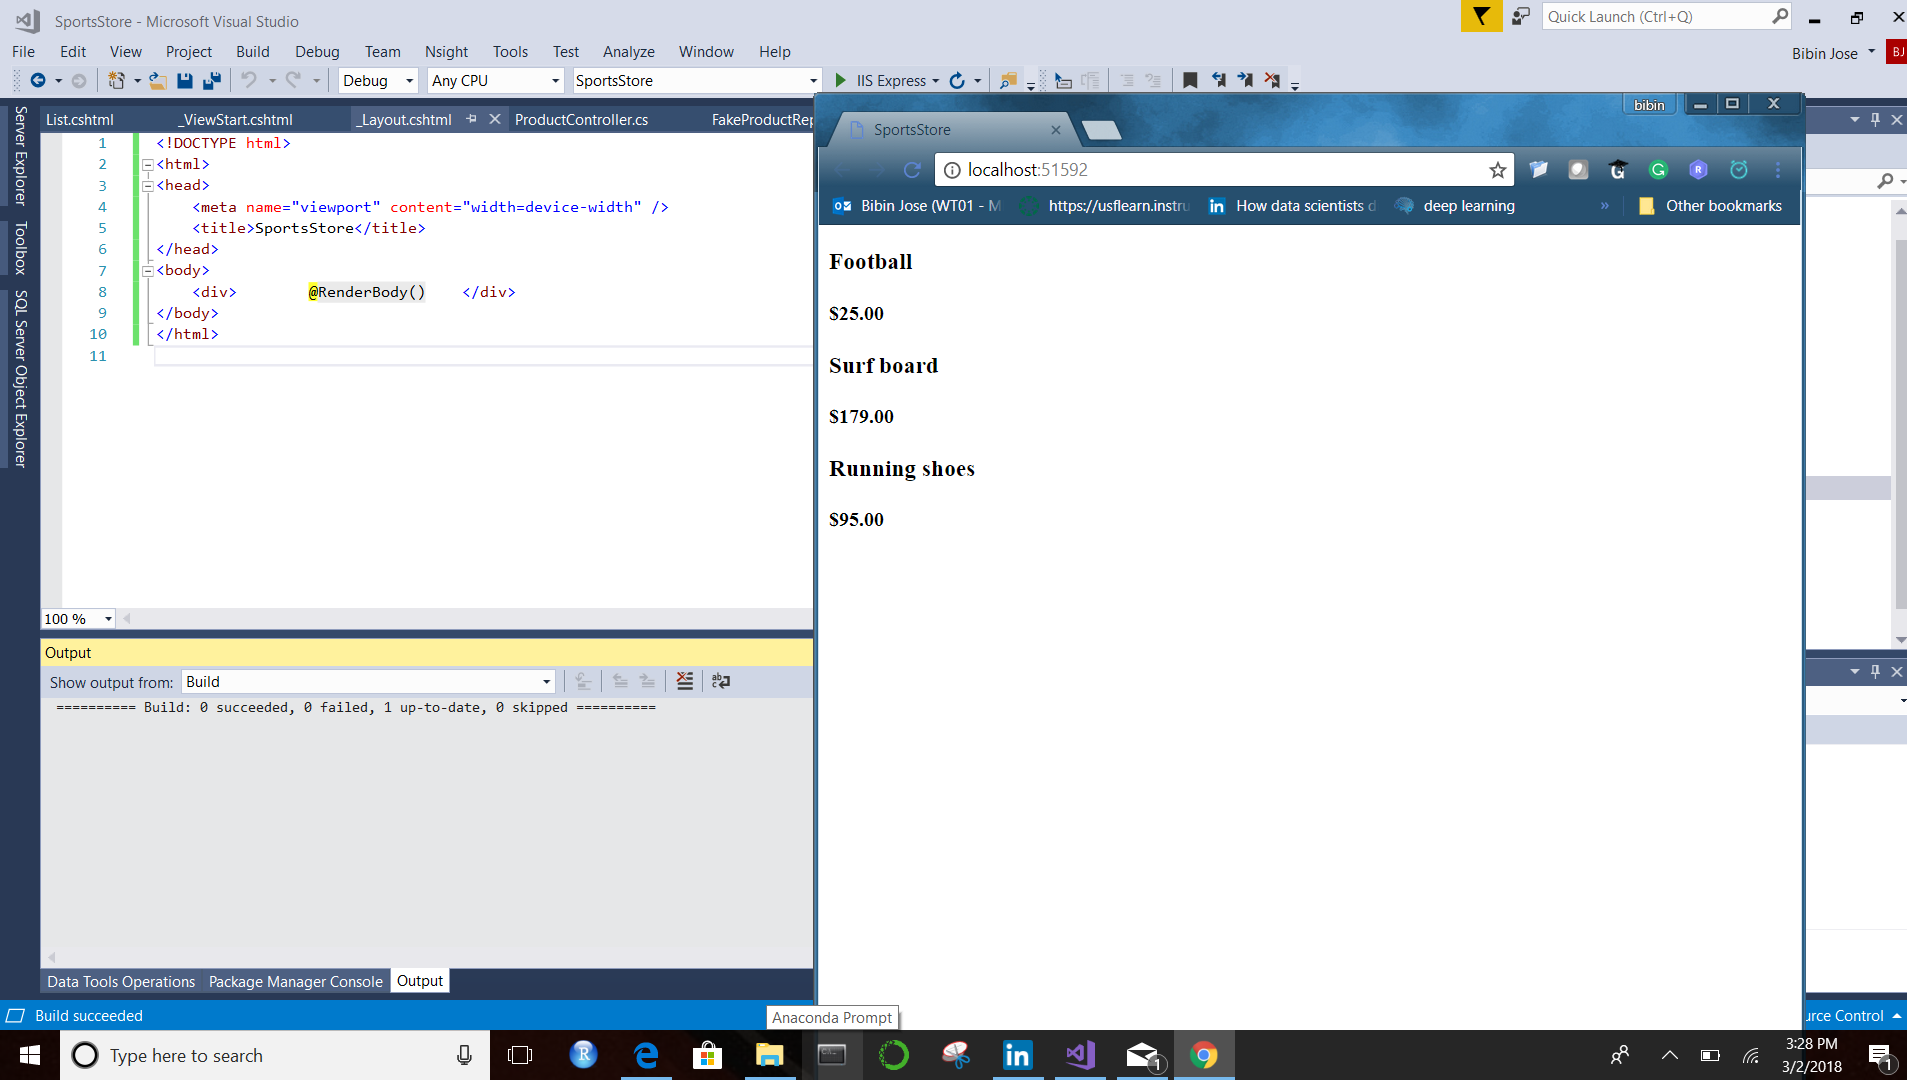 SportsStore - Microsoft Visual Studio
Quick Launch (Ctrl+Q)
File Edit View Project Build Debug Team Nsight Tools Test Analyze Window Help
Bibin Jose BJ
Debug Any CPU SportsStore IIS Express
Server Explorer
Toolbox
SQL Server Object Explorer
List.cshtml _ViewStart.cshtml _Layout.cshtml ProductController.cs FakeProductRep
1 <!DOCTYPE html>
2 <html>
3 <head>
4 <meta name="viewport" content="width=device-width" />
5 <title>SportsStore</title>
6 </head>
7 <body>
8 <div> @RenderBody() </div>
9 </body>
10 </html>
11
100 %
Output
Show output from: Build
========== Build: 0 succeeded, 0 failed, 1 up-to-date, 0 skipped ==========
Data Tools Operations Package Manager Console Output
Build succeeded
bibin
SportsStore
localhost:51592
Bibin Jose (WT01 - M https://usflearn.instru How data scientists d deep learning » Other bookmarks
Football
$25.00
Surf board
$179.00
Running shoes
$95.00
Anaconda Prompt
urce Control
Type here to search
1
3:28 PM
3/2/2018
1